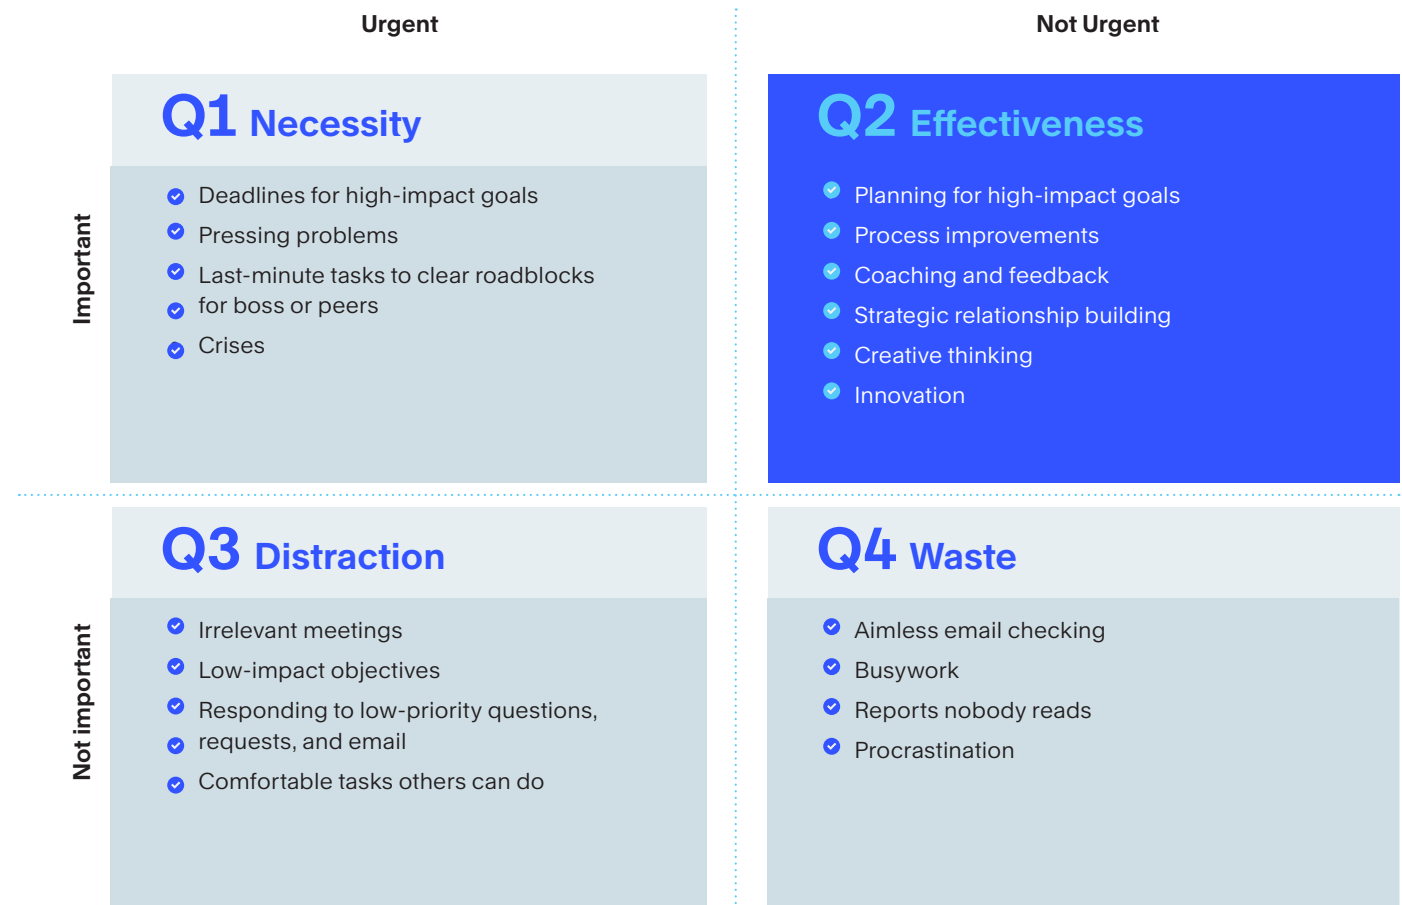 Urgent
Not Urgent
Important
Q1 Necessity
Deadlines for high-impact goals
Pressing problems
Last-minute tasks to clear roadblocks
for boss or peers
Crises
Q2 Effectiveness
Planning for high-impact goals
Process improvements
Coaching and feedback
Strategic relationship building
Creative thinking
Innovation
Not important
Q3 Distraction
Irrelevant meetings
Low-impact objectives
Responding to low-priority questions,
requests, and email
Comfortable tasks others can do
Q4 Waste
Aimless email checking
Busywork
Reports nobody reads
Procrastination